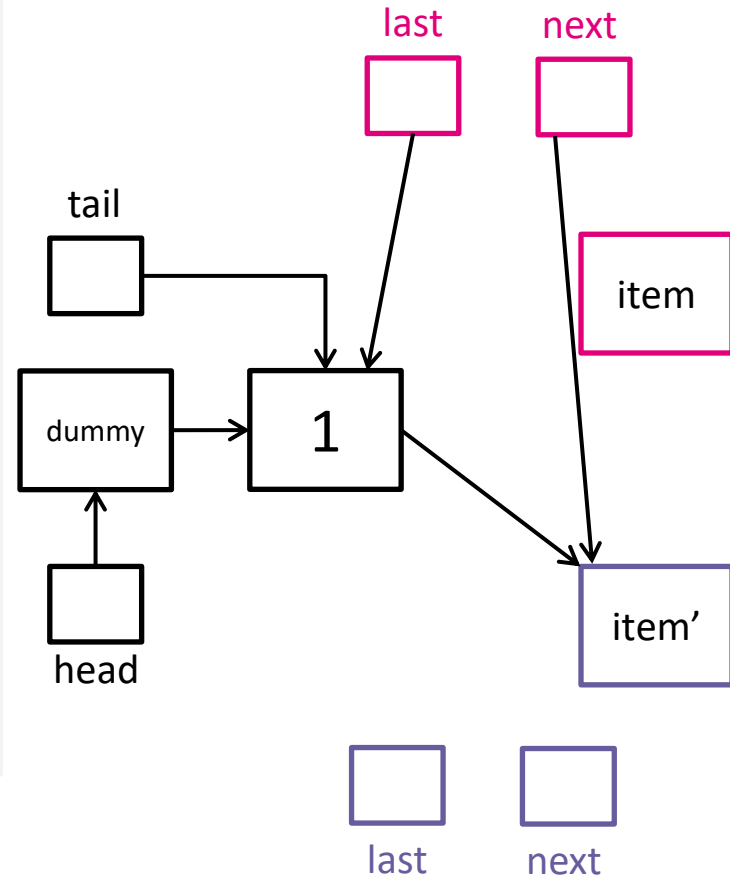 last next
tail
item
dummy
1
item’
head
last next